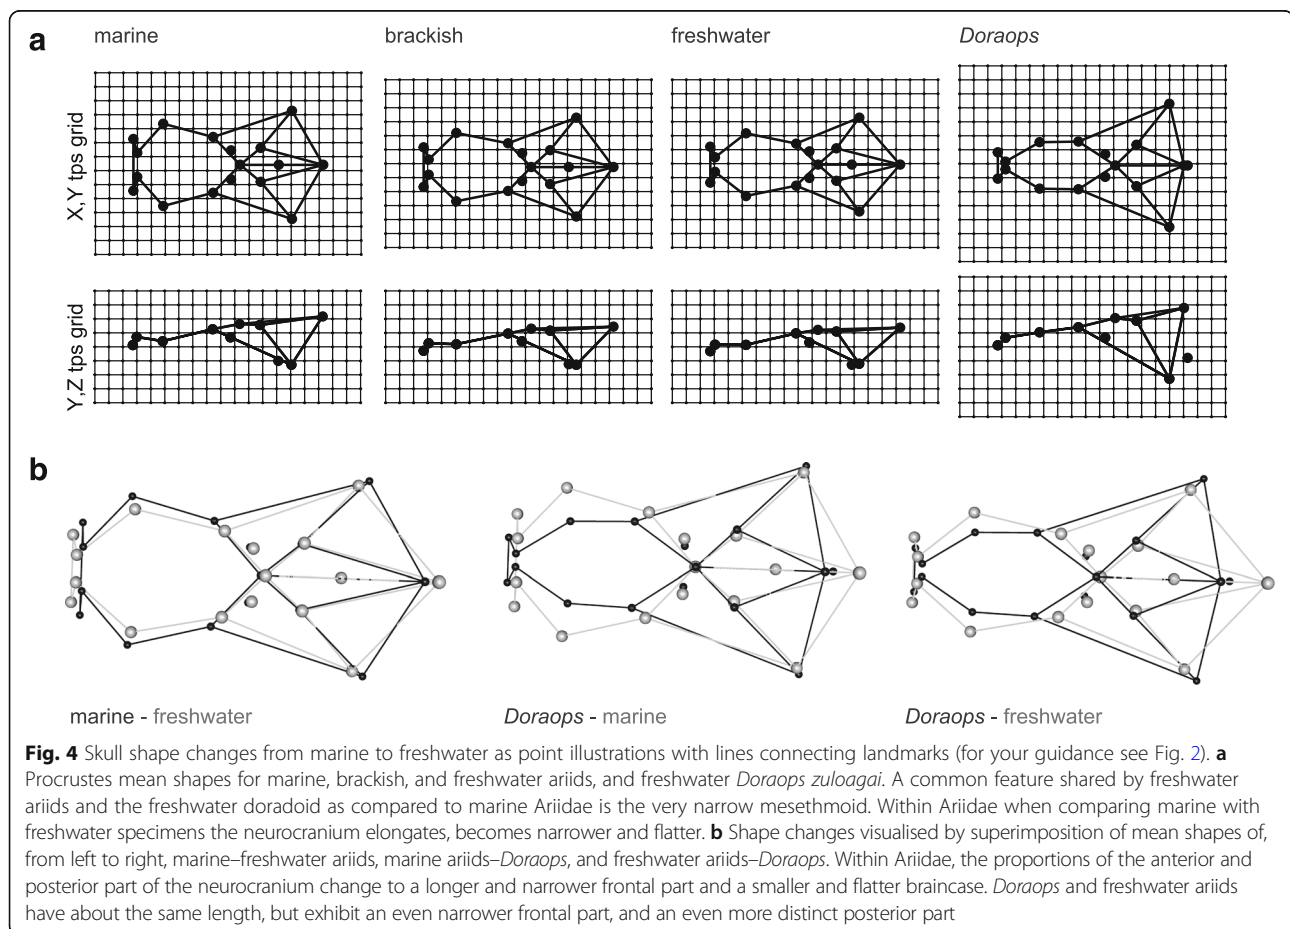 a
marine
brackish
freshwater
Doraops
X,Y tps grid
Y,Z tps grid
b
marine - freshwater
Doraops - marine
Doraops - freshwater
Fig. 4 Skull shape changes from marine to freshwater as point illustrations with lines connecting landmarks (for your guidance see Fig. 2). a
Procrustes mean shapes for marine, brackish, and freshwater ariids, and freshwater Doraops zuloagai. A common feature shared by freshwater
ariids and the freshwater doradoid as compared to marine Ariidae is the very narrow mesethmoid. Within Ariidae when comparing marine with
freshwater specimens the neurocranium elongates, becomes narrower and flatter. b Shape changes visualised by superimposition of mean shapes of,
from left to right, marine–freshwater ariids, marine ariids–Doraops, and freshwater ariids–Doraops. Within Ariidae, the proportions of the anterior and
posterior part of the neurocranium change to a longer and narrower frontal part and a smaller and flatter braincase. Doraops and freshwater ariids
have about the same length, but exhibit an even narrower frontal part, and an even more distinct posterior part